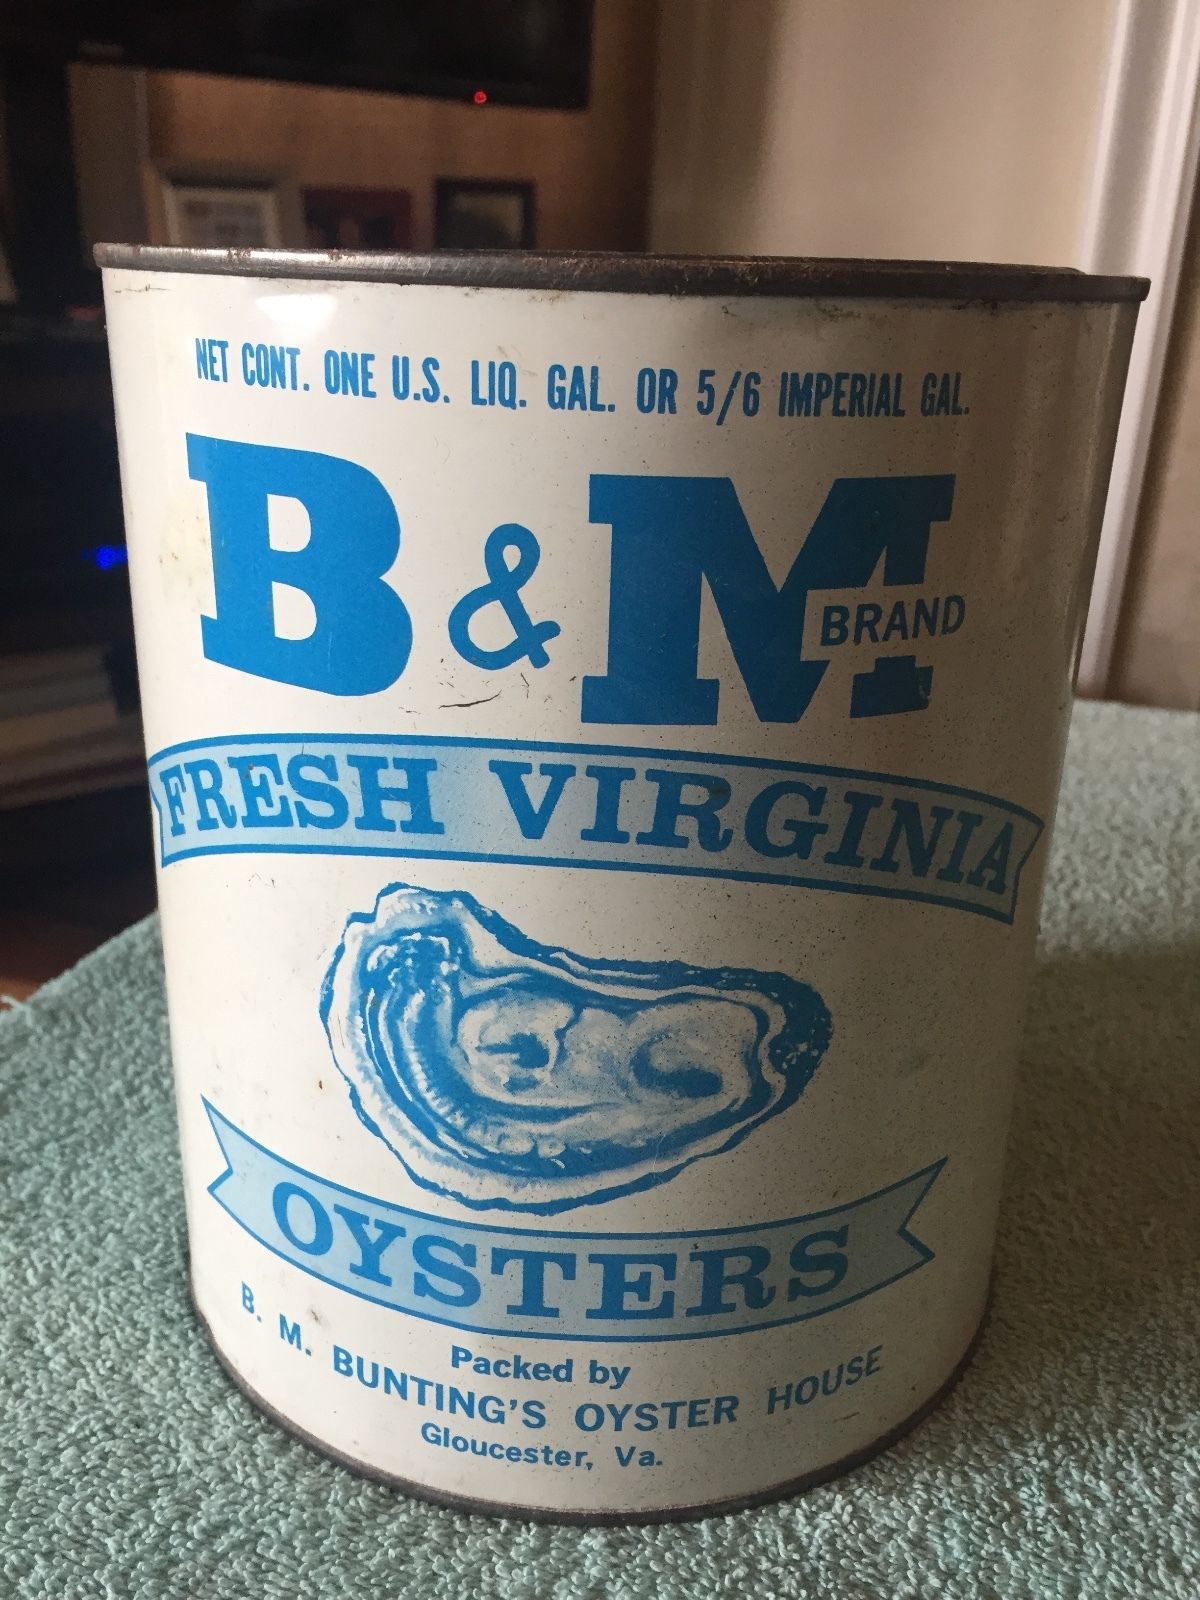 NET CONT. ONE U.S. LIQ. GAL. OR 5/6 IMPERIAL GAL.
B & M
BRAND
FRESH VIRGINIA
OYSTERS
Packed by
B. M. BUNTING'S OYSTER HOUSE
Gloucester, Va.